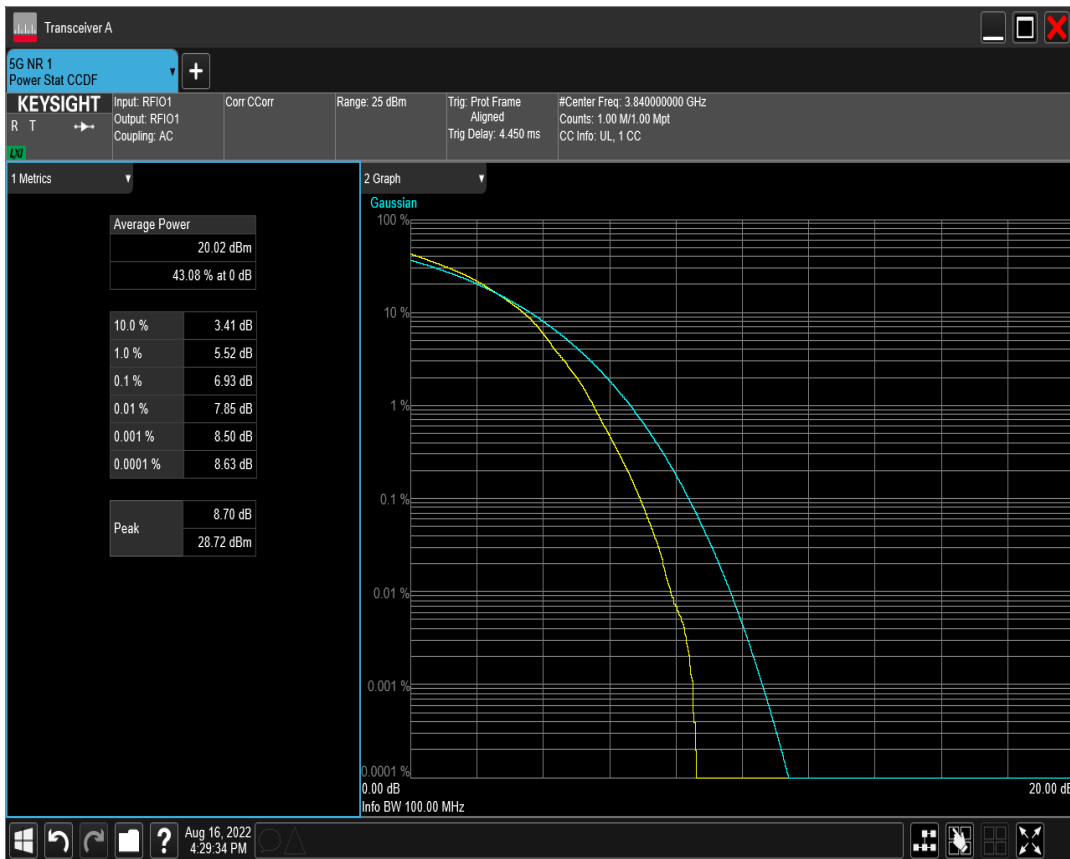 Transceiver A
5G NR 1
Power Stat CCDF
KEYSIGHT
R T
LXI
Input: RFIO1
Output: RFIO1
Coupling: AC
Corr CCorr
Range: 25 dBm
Trig: Prot Frame
Aligned
Trig Delay: 4.450 ms
#Center Freq: 3.840000000 GHz
Counts: 1.00 M/1.00 Mpt
CC Info: UL, 1 CC
1 Metrics
Average Power
20.02 dBm
43.08 % at 0 dB
10.0 % 3.41 dB
1.0 % 5.52 dB
0.1 % 6.93 dB
0.01 % 7.85 dB
0.001 % 8.50 dB
0.0001 % 8.63 dB
Peak
8.70 dB
28.72 dBm
2 Graph
Gaussian
100 %
10 %
1 %
0.1 %
0.01 %
0.001 %
0.0001 %
0.00 dB
20.00 dB
Info BW 100.00 MHz
?
Aug 16, 2022
4:29:34 PM